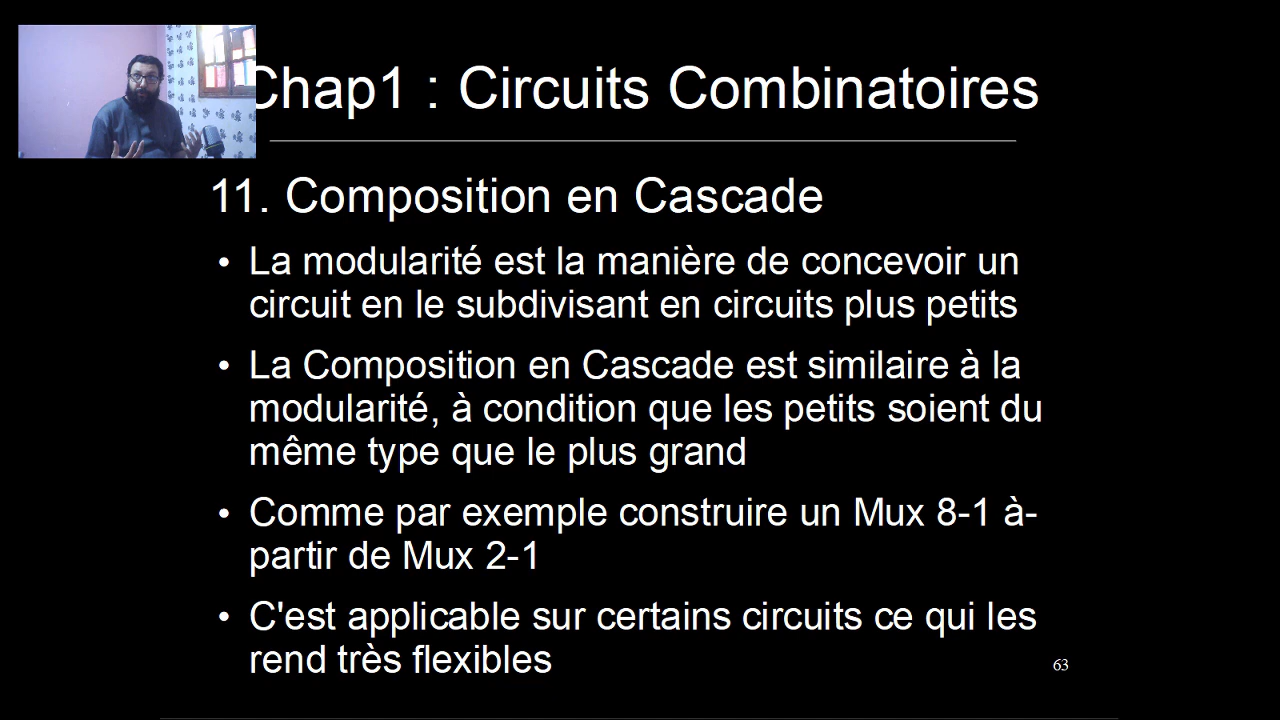 Chap1 : Circuits Combinatoires
11. Composition en Cascade
• La modularité est la manière de concevoir un
circuit en le subdivisant en circuits plus petits
• La Composition en Cascade est similaire à la
modularité, à condition que les petits soient du
même type que le plus grand
• Comme par exemple construire un Mux 8-1 à-
partir de Mux 2-1
• C'est applicable sur certains circuits ce qui les
rend très flexibles
63